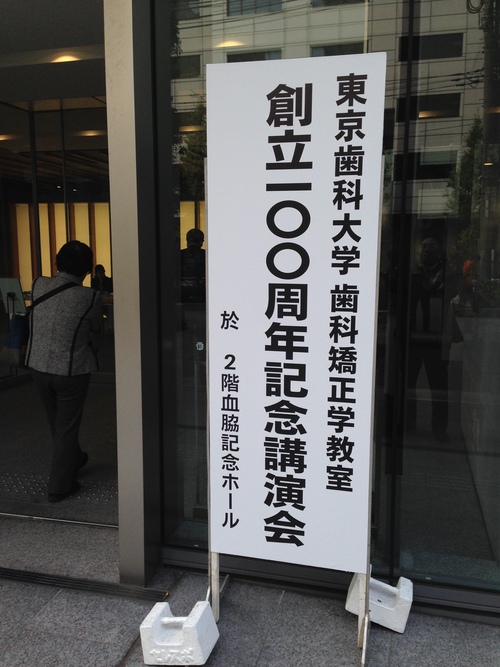 東京歯科大学 歯科矯正学教室
創立一〇〇周年記念講演会
於 2階血脇記念ホール